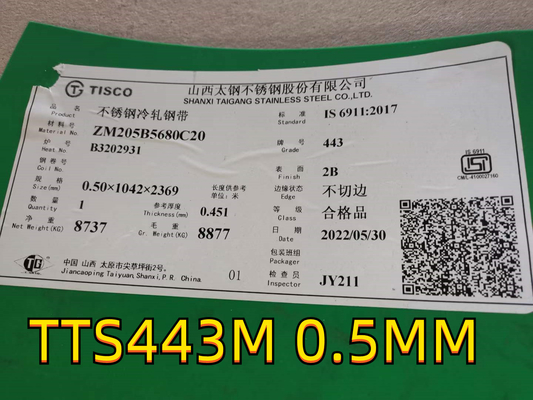 TISCO
山西太钢不锈钢股份有限公司
SHANXI TAIGANG STAINLESS STEEL CO.,LTD.
品名 Product 不锈钢冷轧钢带
标准 Standard IS 6911:2017
材料号 Material No. ZM205B5680C20
炉号 Heat.No. B3202931
牌号 Grade 443
钢卷号 Coil No.
表面 Finish 2B
规格 Size(mm) 0.50×1042×2369
长度供参考 单位:米
边缘状态 Edge 不切边
数量 Quantity 1
参考厚度 Thickness(mm) 0.451
等级 Class 合格品
净重 Net Weight(KG) 8737
毛重 Gr. Weight(KG) 8877
日期 Date 2022/05/30
包装班组 Packager
检查员 Inspector JY211
IS 6911
ISI
CM/L-4100027160
TG
中国 山西 太原市尖草坪街2号。
Jiancaoping Taiyuan, Shanxi, P.R. China.
01
TTS443M 0.5MM